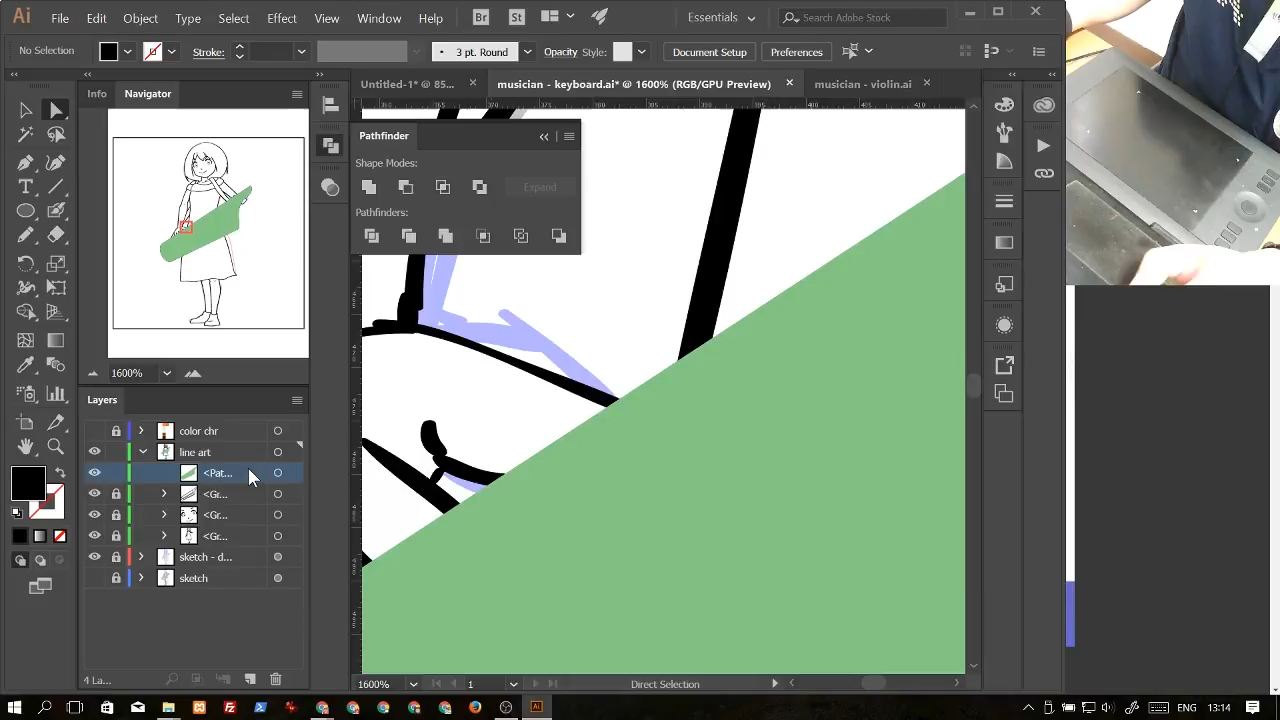 Ai File Edit Object Type Select View Window Help Br St Essentials Search Adobe Stock
No Selection Stroke: 3 pt. Round Opacity Style: Document Setup Preferences
Info Navigator
Untitled-1* @ 85... musician - keyboard.ai* @ 1600% (RGB/GPU Preview) musician - violin.ai
Pathfinder
Shape Modes:
Expand
Pathfinders:
1600%
Layers
color chr
line art
<Pat...
<Gr...
<Gr...
<Gr...
sketch - d...
sketch
4 La...
1600% 1 Direct Selection
ENG 13:14